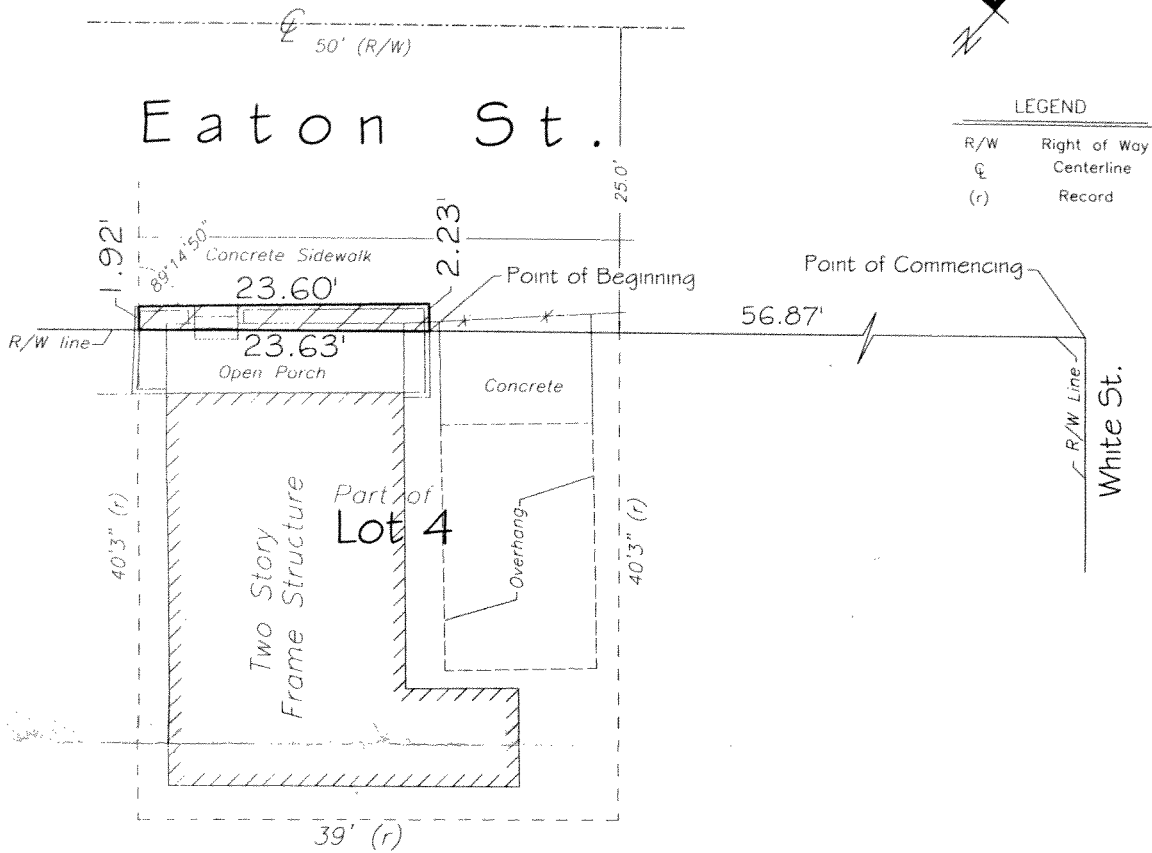 ℄
50' (R/W)
N
Eaton St.
LEGEND
R/W Right of Way
℄ Centerline
(r) Record
25.0'
1.92'
89°14'50"
Concrete Sidewalk
2.23'
23.60'
Point of Beginning
Point of Commencing
56.87'
R/W line
23.63'
Open Porch
Concrete
R/W Line
White St.
40'3" (r)
Two Story
Frame Structure
Part of
Lot 4
Overhang
40'3" (r)
39' (r)